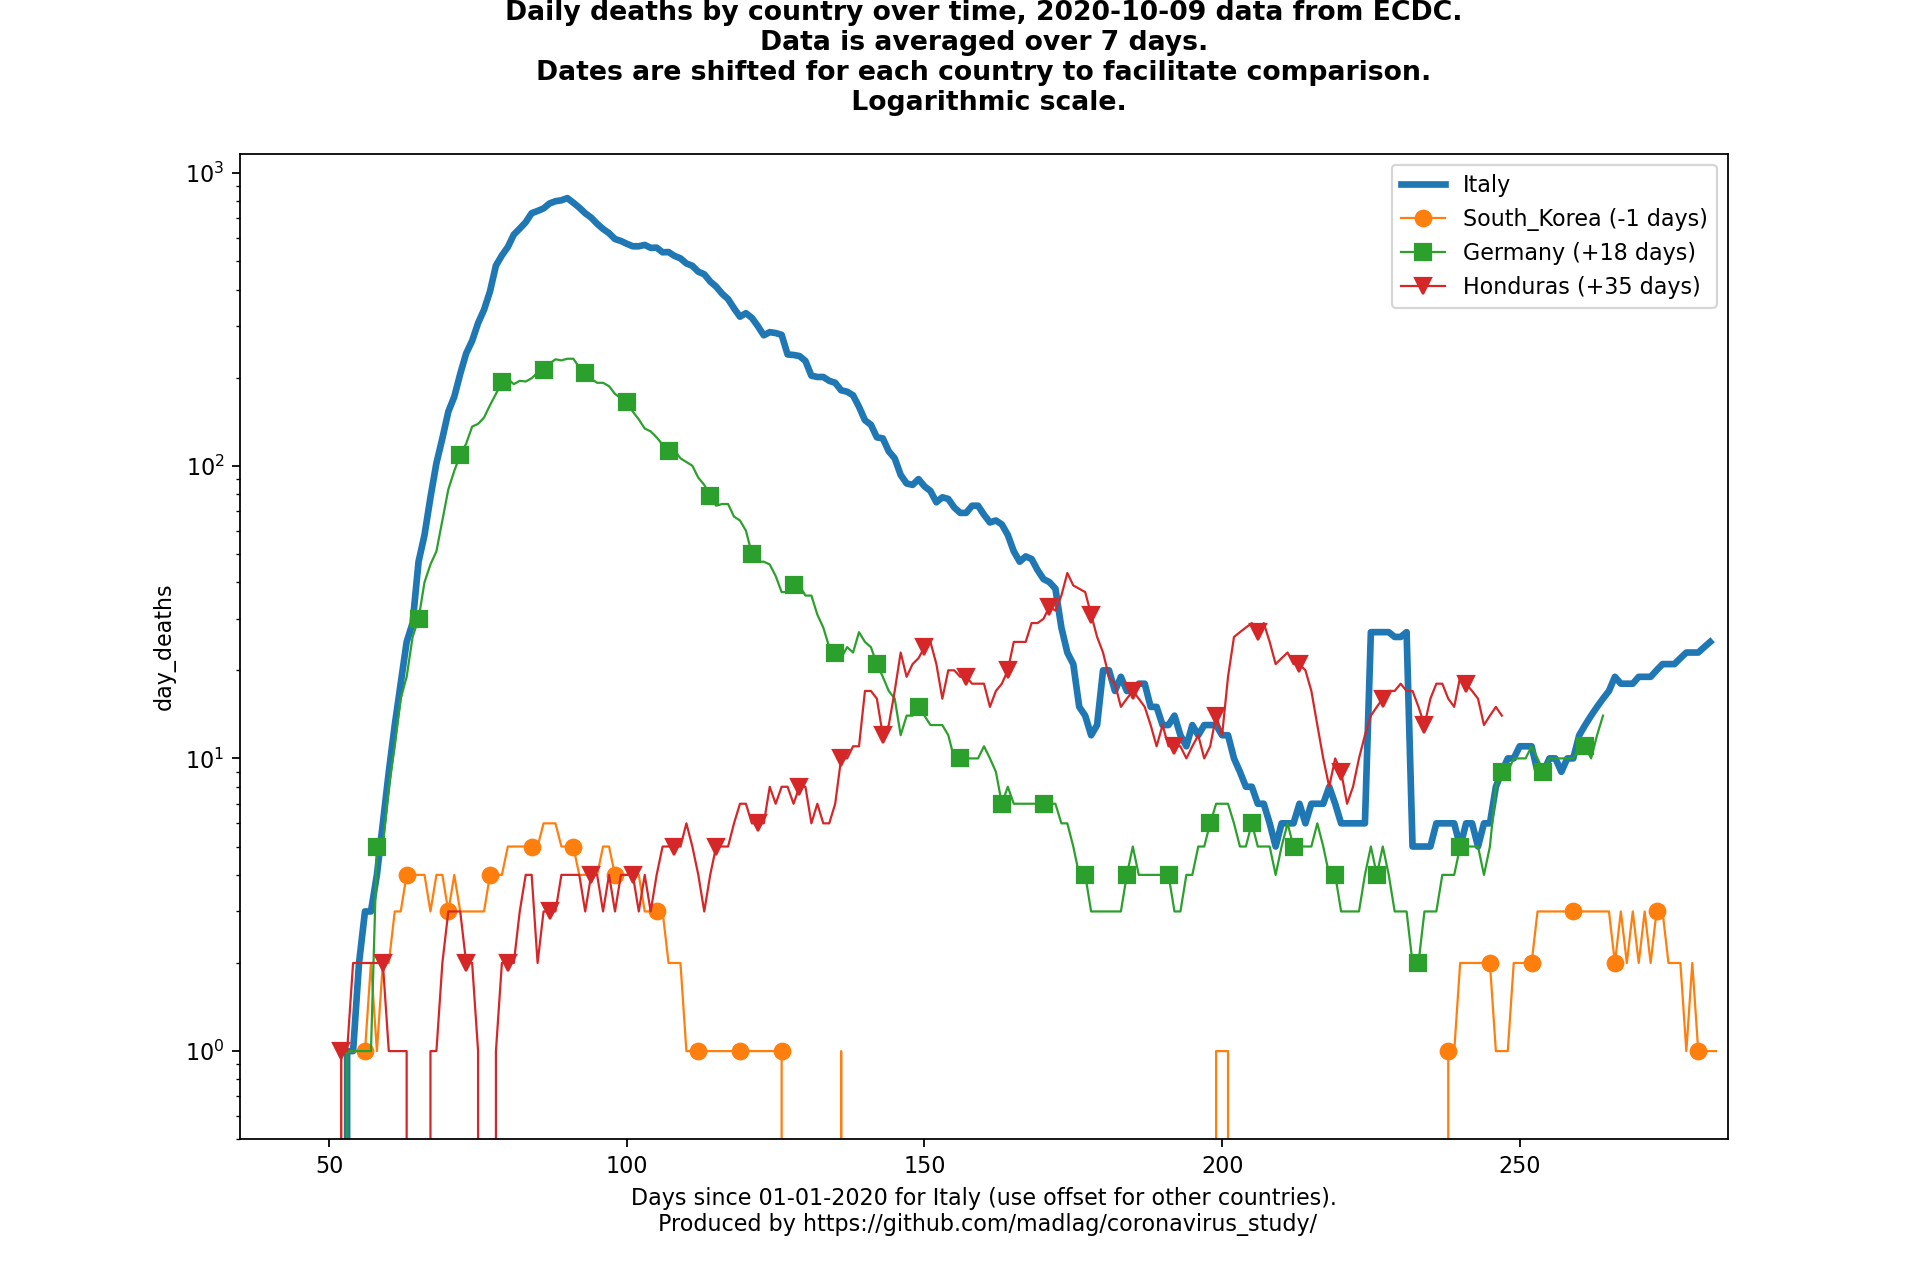 Daily deaths by country over time, 2020-10-09 data from ECDC.
Data is averaged over 7 days.
Dates are shifted for each country to facilitate comparison.
Logarithmic scale.
10³
10²
10¹
10⁰
day_deaths
Italy
South_Korea (-1 days)
Germany (+18 days)
Honduras (+35 days)
50 100 150 200 250
Days since 01-01-2020 for Italy (use offset for other countries).
Produced by https://github.com/madlag/coronavirus_study/